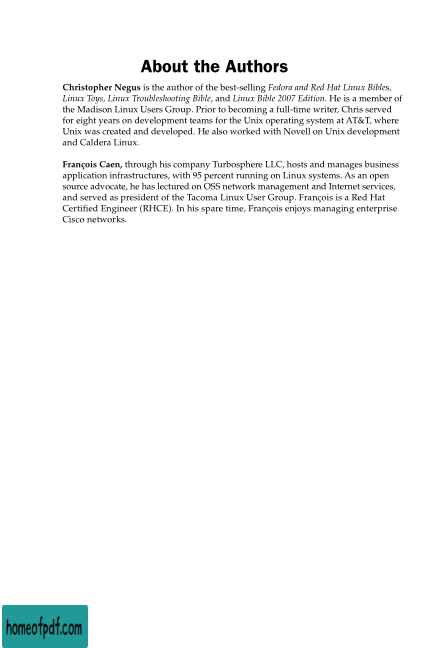 About the Authors
Christopher Negus is the author of the best-selling Fedora and Red Hat Linux Bibles,
Linux Toys, Linux Troubleshooting Bible, and Linux Bible 2007 Edition. He is a member of
the Madison Linux Users Group. Prior to becoming a full-time writer, Chris served
for eight years on development teams for the Unix operating system at AT&T, where
Unix was created and developed. He also worked with Novell on Unix development
and Caldera Linux.
François Caen, through his company Turbosphere LLC, hosts and manages business
application infrastructures, with 95 percent running on Linux systems. As an open
source advocate, he has lectured on OSS network management and Internet services,
and served as president of the Tacoma Linux User Group. François is a Red Hat
Certified Engineer (RHCE). In his spare time, François enjoys managing enterprise
Cisco networks.
homeofpdf.com